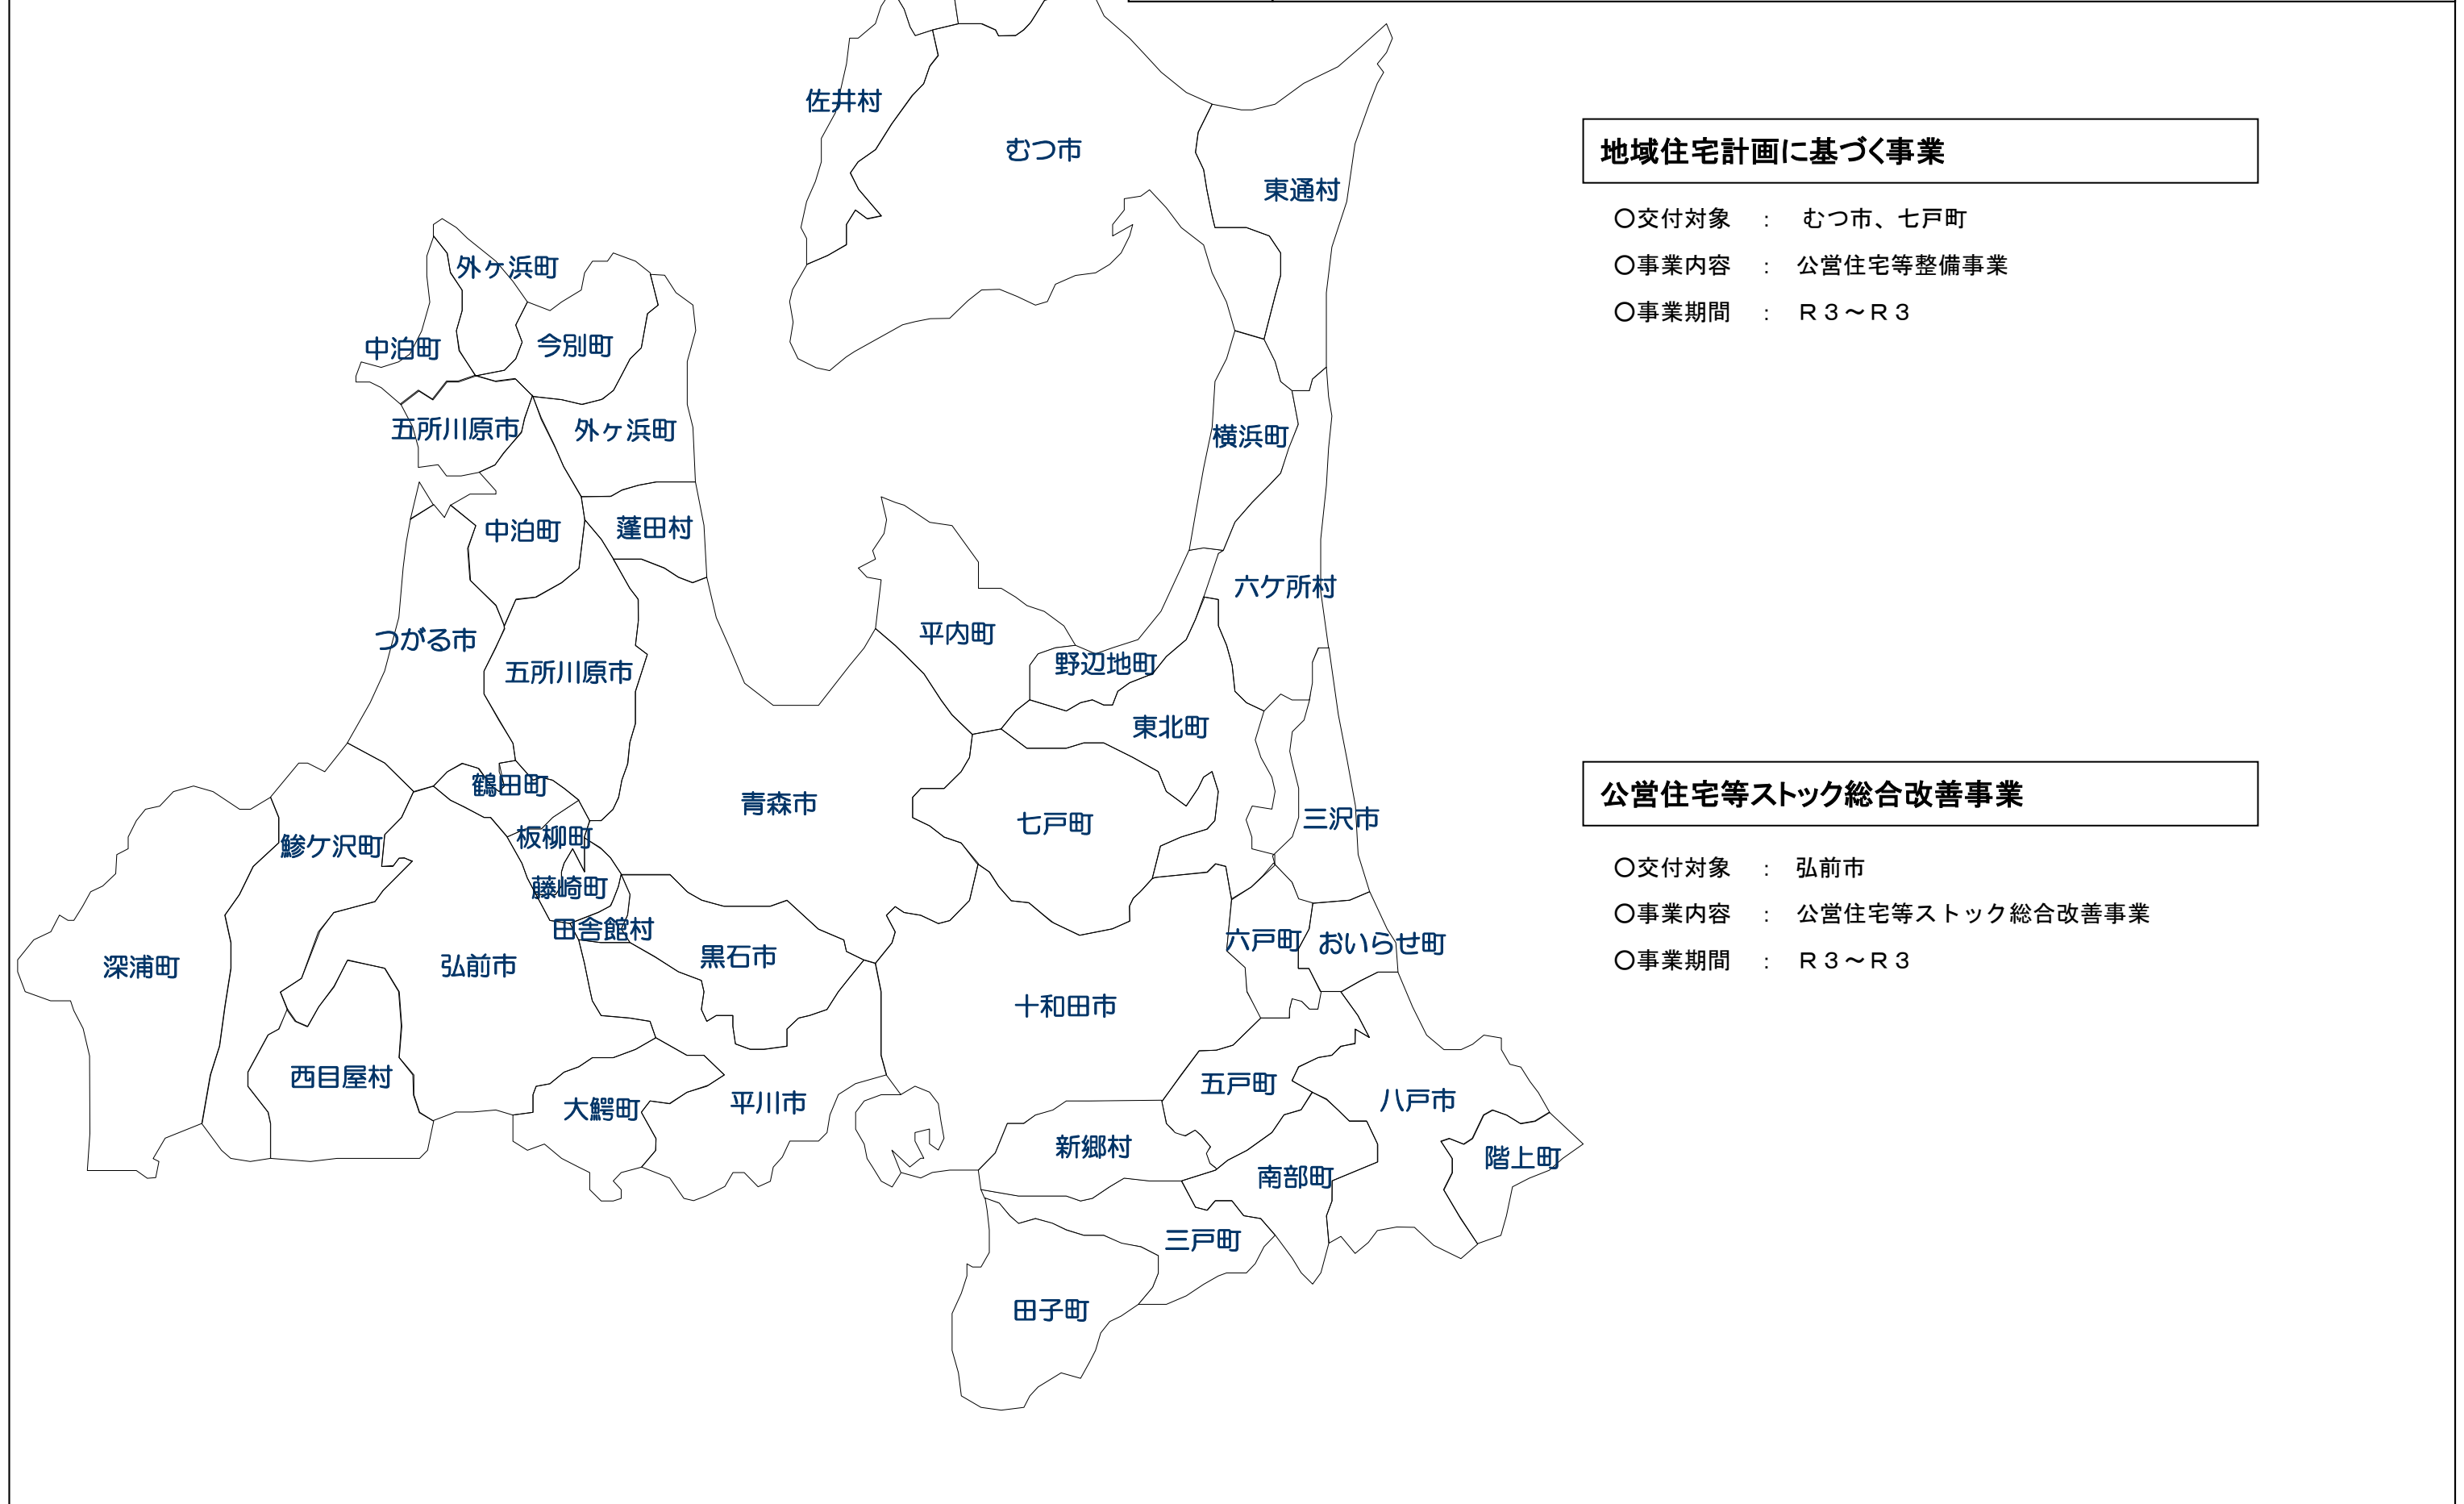 佐井村
むつ市
東通村
外ヶ浜町
中泊町
今別町
五所川原市
外ヶ浜町
横浜町
中泊町
蓬田村
六ケ所村
つがる市
平内町
野辺地町
五所川原市
東北町
鶴田町
青森市
七戸町
三沢市
板柳町
鰺ケ沢町
藤崎町
田舎館村
黒石市
六戸町
おいらせ町
深浦町
弘前市
十和田市
西目屋村
大鰐町
平川市
五戸町
八戸市
新郷村
南部町
階上町
三戸町
田子町
地域住宅計画に基づく事業
〇交付対象 : むつ市、七戸町
〇事業内容 : 公営住宅等整備事業
〇事業期間 : Ｒ３～Ｒ３
公営住宅等ストック総合改善事業
〇交付対象 : 弘前市
〇事業内容 : 公営住宅等ストック総合改善事業
〇事業期間 : Ｒ３～Ｒ３